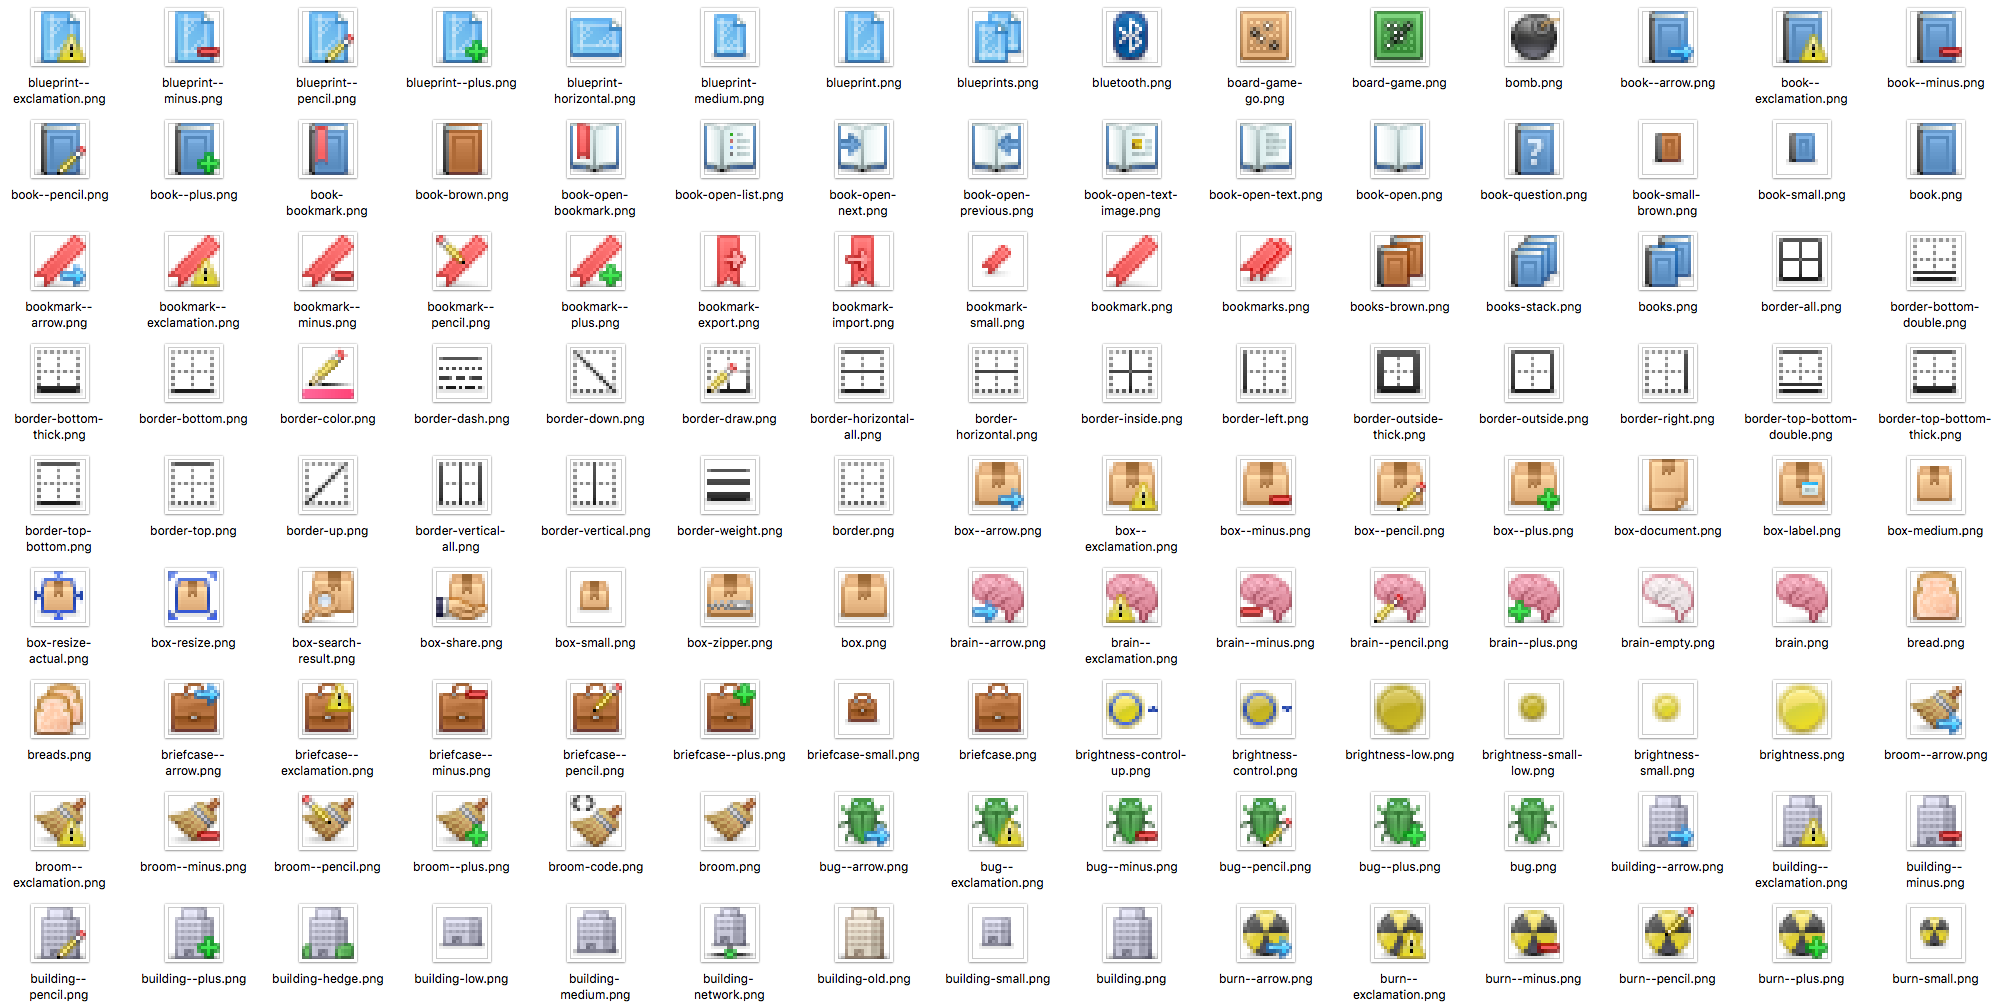 blueprint--
exclamation.png
blueprint--
minus.png
blueprint--
pencil.png
blueprint--plus.png
blueprint-
horizontal.png
blueprint-
medium.png
blueprint.png
blueprints.png
bluetooth.png
board-game-
go.png
board-game.png
bomb.png
book--arrow.png
book--
exclamation.png
book--minus.png
book--pencil.png
book--plus.png
book-
bookmark.png
book-brown.png
book-open-
bookmark.png
book-open-list.png
book-open-
next.png
book-open-
previous.png
book-open-text-
image.png
book-open-text.png
book-open.png
book-question.png
book-small-
brown.png
book-small.png
book.png
bookmark--
arrow.png
bookmark--
exclamation.png
bookmark--
minus.png
bookmark--
pencil.png
bookmark--
plus.png
bookmark-
export.png
bookmark-
import.png
bookmark-
small.png
bookmark.png
bookmarks.png
books-brown.png
books-stack.png
books.png
border-all.png
border-bottom-
double.png
border-bottom-
thick.png
border-bottom.png
border-color.png
border-dash.png
border-down.png
border-draw.png
border-horizontal-
all.png
border-
horizontal.png
border-inside.png
border-left.png
border-outside-
thick.png
border-outside.png
border-right.png
border-top-bottom-
double.png
border-top-bottom-
thick.png
border-top-
bottom.png
border-top.png
border-up.png
border-vertical-
all.png
border-vertical.png
border-weight.png
border.png
box--arrow.png
box--
exclamation.png
box--minus.png
box--pencil.png
box--plus.png
box-document.png
box-label.png
box-medium.png
box-resize-
actual.png
box-resize.png
box-search-
result.png
box-share.png
box-small.png
box-zipper.png
box.png
brain--arrow.png
brain--
exclamation.png
brain--minus.png
brain--pencil.png
brain--plus.png
brain-empty.png
brain.png
bread.png
breads.png
briefcase--
arrow.png
briefcase--
exclamation.png
briefcase--
minus.png
briefcase--
pencil.png
briefcase--plus.png
briefcase-small.png
briefcase.png
brightness-control-
up.png
brightness-
control.png
brightness-low.png
brightness-small-
low.png
brightness-
small.png
brightness.png
broom--arrow.png
broom--
exclamation.png
broom--minus.png
broom--pencil.png
broom--plus.png
broom-code.png
broom.png
bug--arrow.png
bug--
exclamation.png
bug--minus.png
bug--pencil.png
bug--plus.png
bug.png
building--arrow.png
building--
exclamation.png
building--
minus.png
building--
pencil.png
building--plus.png
building-hedge.png
building-low.png
building-
medium.png
building-
network.png
building-old.png
building-small.png
building.png
burn--arrow.png
burn--
exclamation.png
burn--minus.png
burn--pencil.png
burn--plus.png
burn-small.png